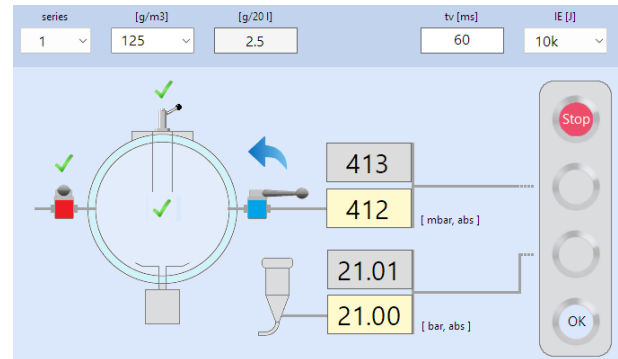 series [g/m3] [g/20 l] tv [ms] IE [J]
1 125 2.5 60 10k
Stop
413
412
[ mbar, abs ]
21.01
21.00
[ bar, abs ]
OK